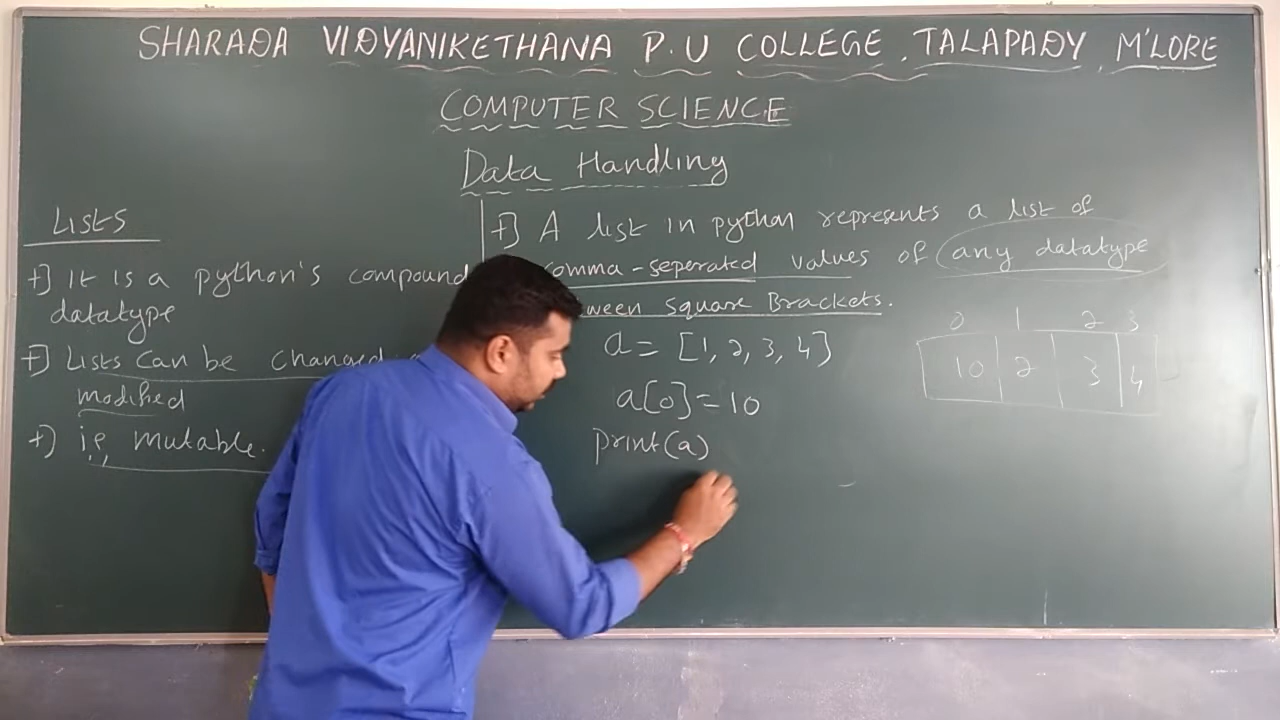 SHARADA VIDYANIKETHANA P.U COLLEGE, TALAPADY, M'LORE
COMPUTER SCIENCE
Data Handling
LISTS
+] It is a python's compound
datatype
+] Lists can be changed
modified
+) i.e, mutable.
+] A list in python represents a list of
comma-seperated values of any datatype
ween square Brackets.
a = [1, 2, 3, 4]
a[0] = 10
print(a)
0 1 2 3
10 2 3 4